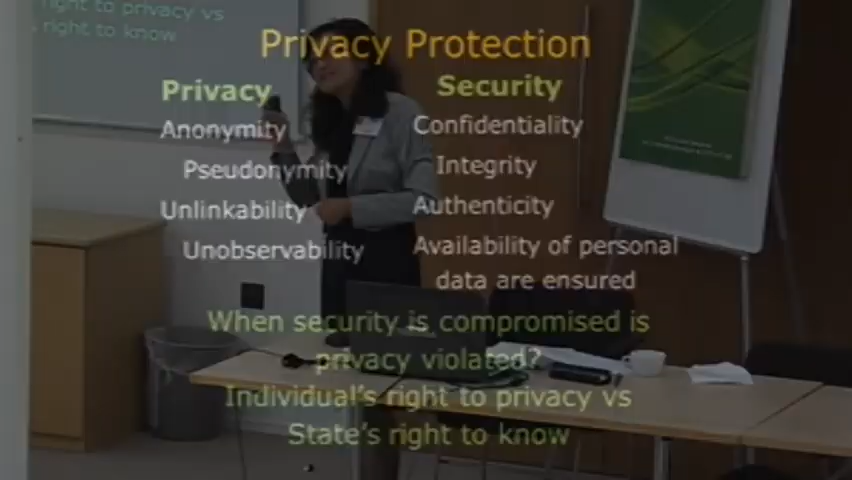 right to privacy vs
right to know
Privacy Protection
Privacy
Security
Anonymity
Confidentiality
Pseudonymity
Integrity
Unlinkability
Authenticity
Unobservability
Availability of personal
data are ensured
When security is compromised is
privacy violated?
Individual's right to privacy vs
State's right to know